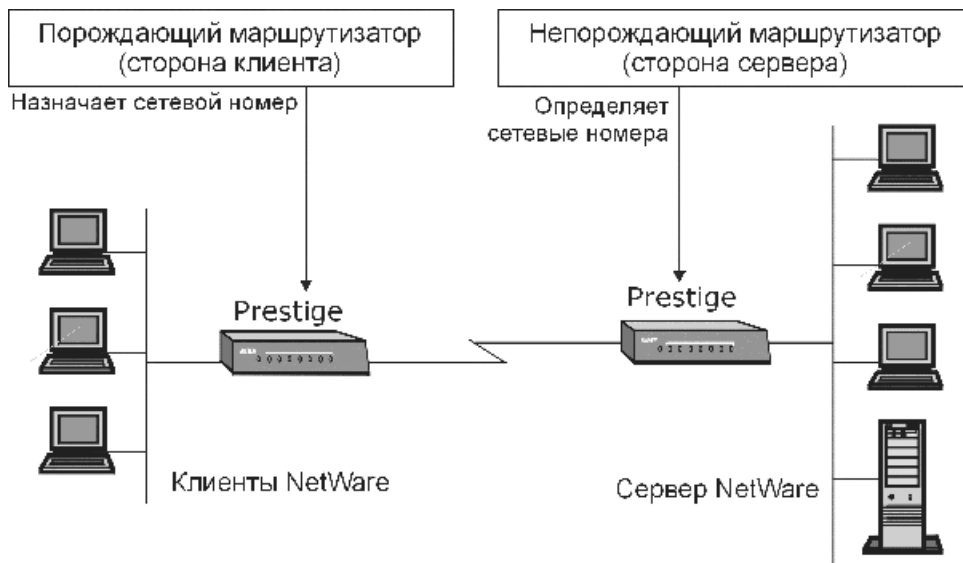 Порождающий маршрутизатор
(сторона клиента)
Непорождающий маршрутизатор
(сторона сервера)
Назначает сетевой номер
Определяет
сетевые номера
Prestige
Prestige
Клиенты NetWare
Сервер NetWare